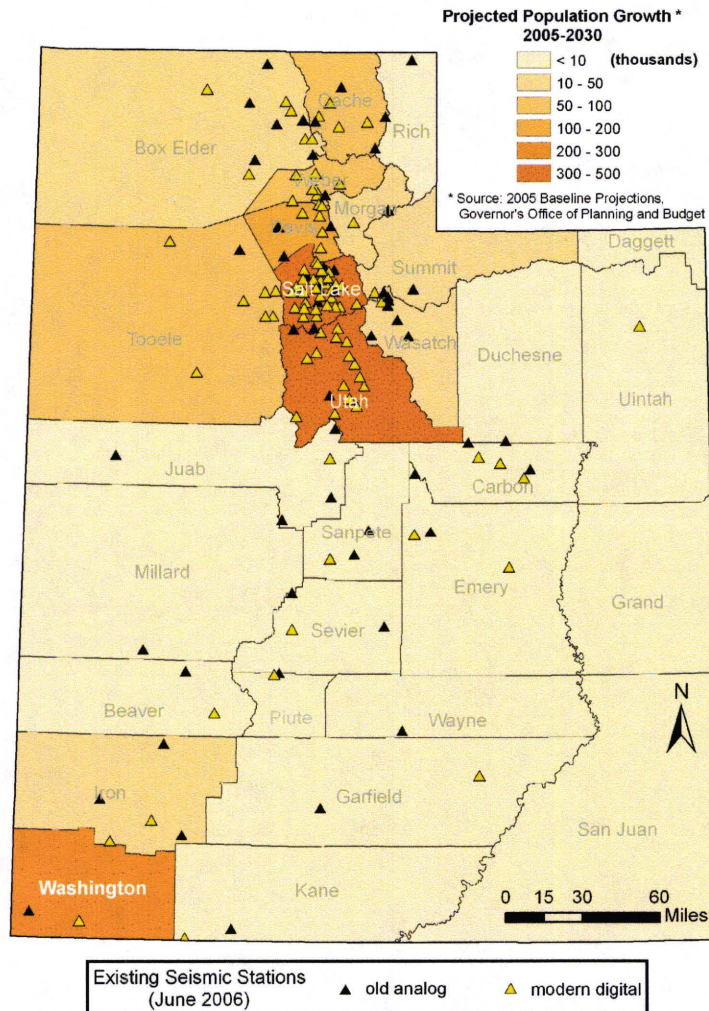 Projected Population Growth *
2005-2030
< 10 (thousands)
10 - 50
50 - 100
100 - 200
200 - 300
300 - 500
* Source: 2005 Baseline Projections,
Governor's Office of Planning and Budget
Cache
Rich
Box Elder
Weber
Morgan
Davis
Summit
Daggett
Salt Lake
Tooele
Wasatch
Duchesne
Uintah
Utah
Juab
Carbon
Sanpete
Millard
Emery
Grand
Sevier
Beaver
Piute
Wayne
N
Iron
Garfield
San Juan
Washington
Kane
0 15 30 60
Miles
Existing Seismic Stations
(June 2006)
old analog
modern digital